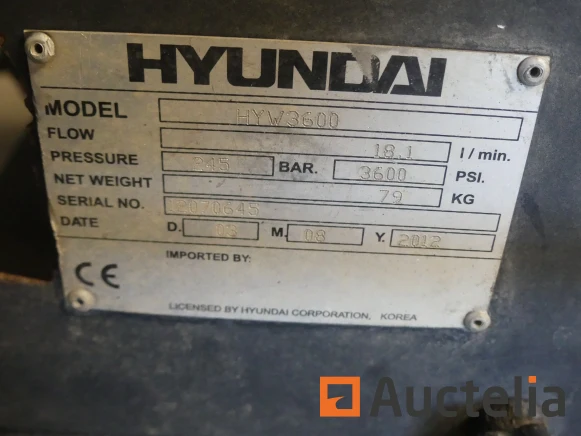 HYUNDAI
MODEL HYW3600
FLOW 18.1 l / min.
PRESSURE 245 BAR. 3600 PSI.
NET WEIGHT 79 KG
SERIAL NO.
DATE D. M. 08 Y. 2012
IMPORTED BY:
CE
LICENSED BY HYUNDAI CORPORATION, KOREA
Auctelia